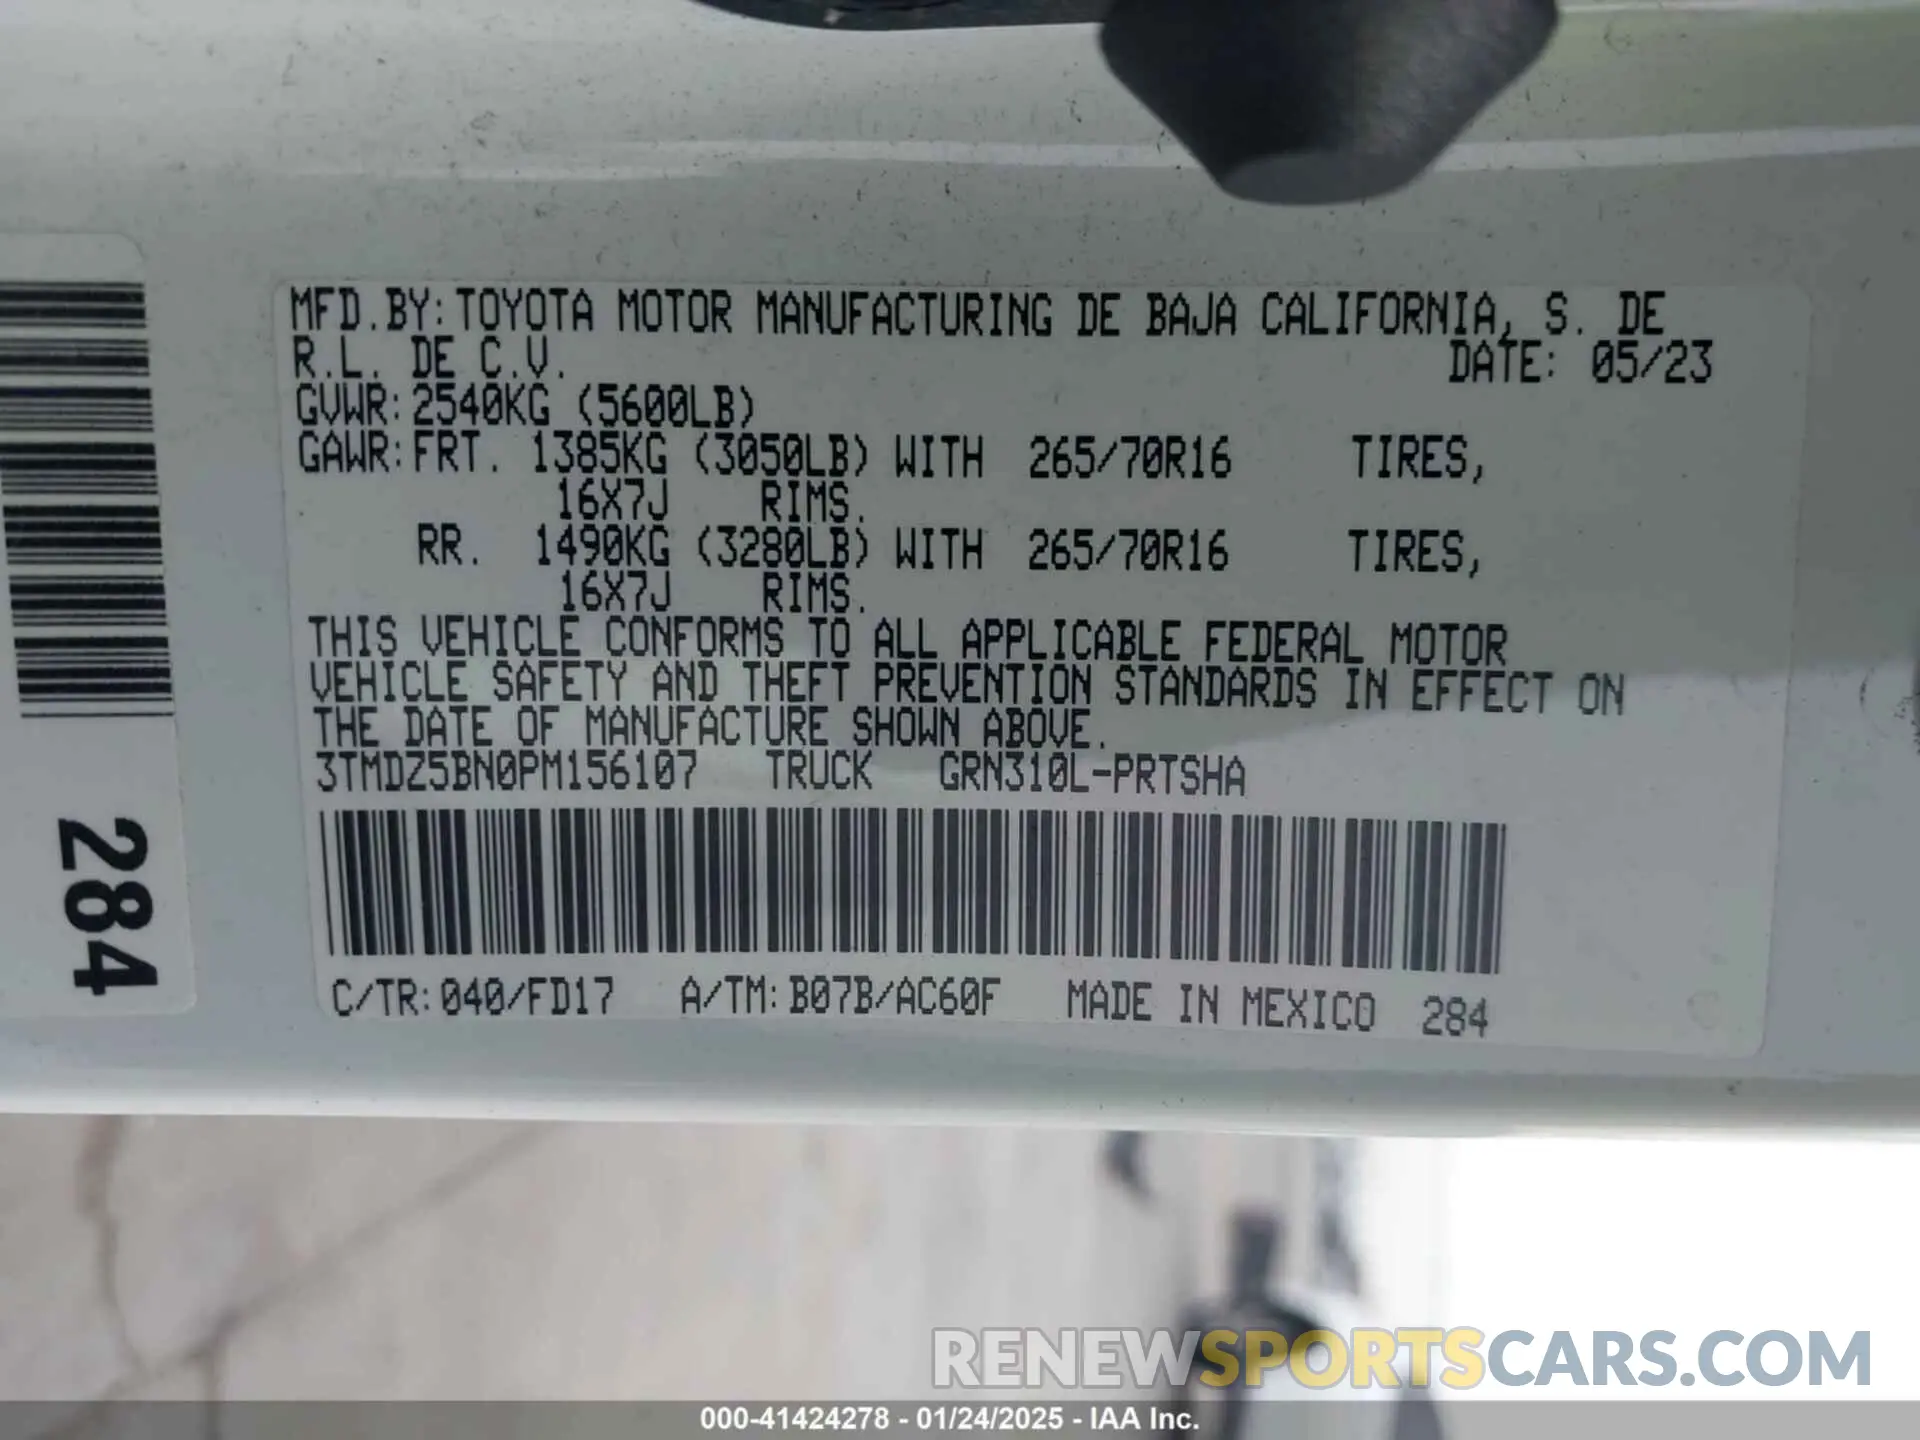 MFD.BY:TOYOTA MOTOR MANUFACTURING DE BAJA CALIFORNIA, S. DE
R.L. DE C.V. DATE: 05/23
GVWR:2540KG (5600LB)
GAWR:FRT. 1385KG (3050LB) WITH 265/70R16 TIRES,
16X7J RIMS.
RR. 1490KG (3280LB) WITH 265/70R16 TIRES,
16X7J RIMS.
THIS VEHICLE CONFORMS TO ALL APPLICABLE FEDERAL MOTOR
VEHICLE SAFETY AND THEFT PREVENTION STANDARDS IN EFFECT ON
THE DATE OF MANUFACTURE SHOWN ABOVE.
3TMDZ5BN0PM156107 TRUCK GRN310L-PRTSHA
C/TR:040/FD17 A/TM:B07B/AC60F MADE IN MEXICO 284
284
RENEWSPORTSCARS.COM
000-41424278 - 01/24/2025 - IAA Inc.